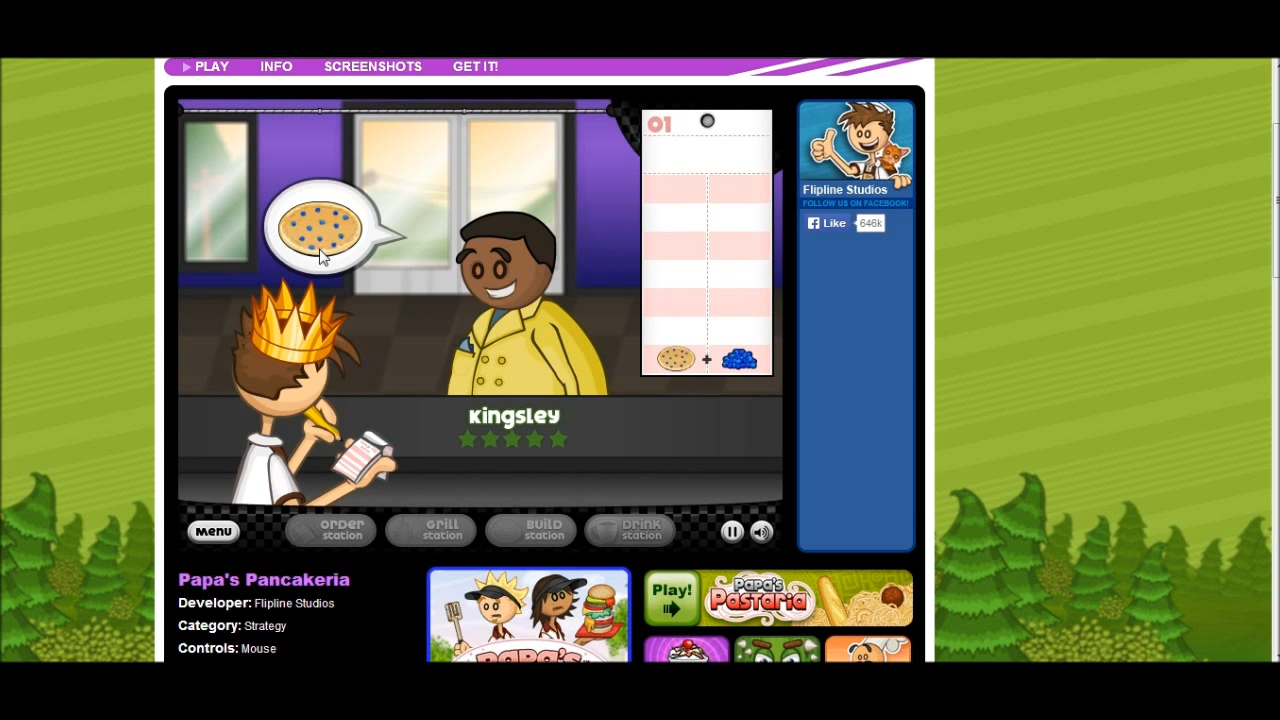 PLAY INFO SCREENSHOTS GET IT!
01
Flipline Studios
FOLLOW US ON FACEBOOK!
Like 646k
Kingsley
menu
ORDER station
GRILL station
BUILD station
DRINK station
Papa's Pancakeria
Developer: Flipline Studios
Category: Strategy
Controls: Mouse
PAPA'S
Play!
PAPA'S PASTARIA